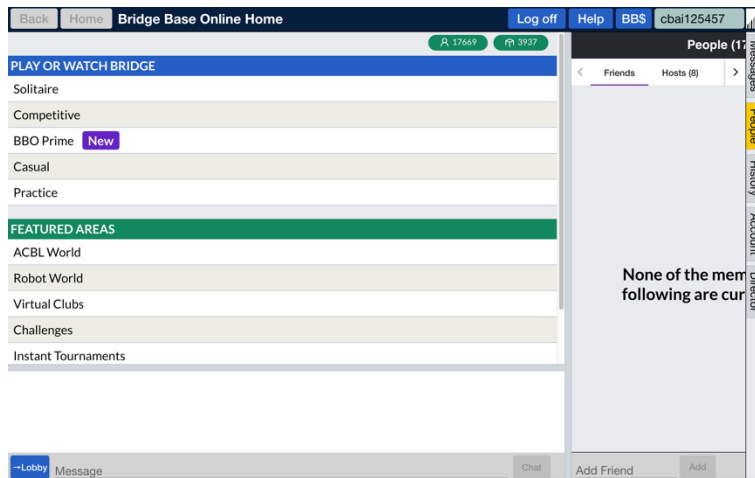 Back Home Bridge Base Online Home Log off Help BB$ cbai125457
17669 3937
PLAY OR WATCH BRIDGE
Solitaire
Competitive
BBO Prime New
Casual
Practice
FEATURED AREAS
ACBL World
Robot World
Virtual Clubs
Challenges
Instant Tournaments
→Lobby Message Chat
People (17
< Friends Hosts (8) >
None of the mem
following are cur
Add Friend Add
Messages
People
History
Account
Director